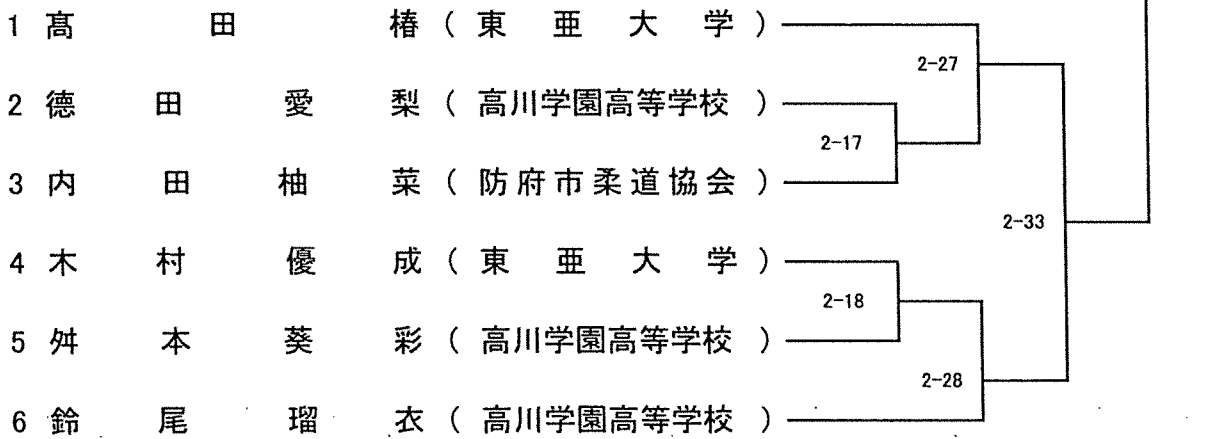 1 髙田椿 ( 東亜大学 )
2-27
2 徳田愛梨 ( 高川学園高等学校 )
2-17
3 内田柚菜 ( 防府市柔道協会 )
2-33
4 木村優成 ( 東亜大学 )
2-18
5 舛本葵彩 ( 高川学園高等学校 )
2-28
6 鈴尾瑠衣 ( 高川学園高等学校 )